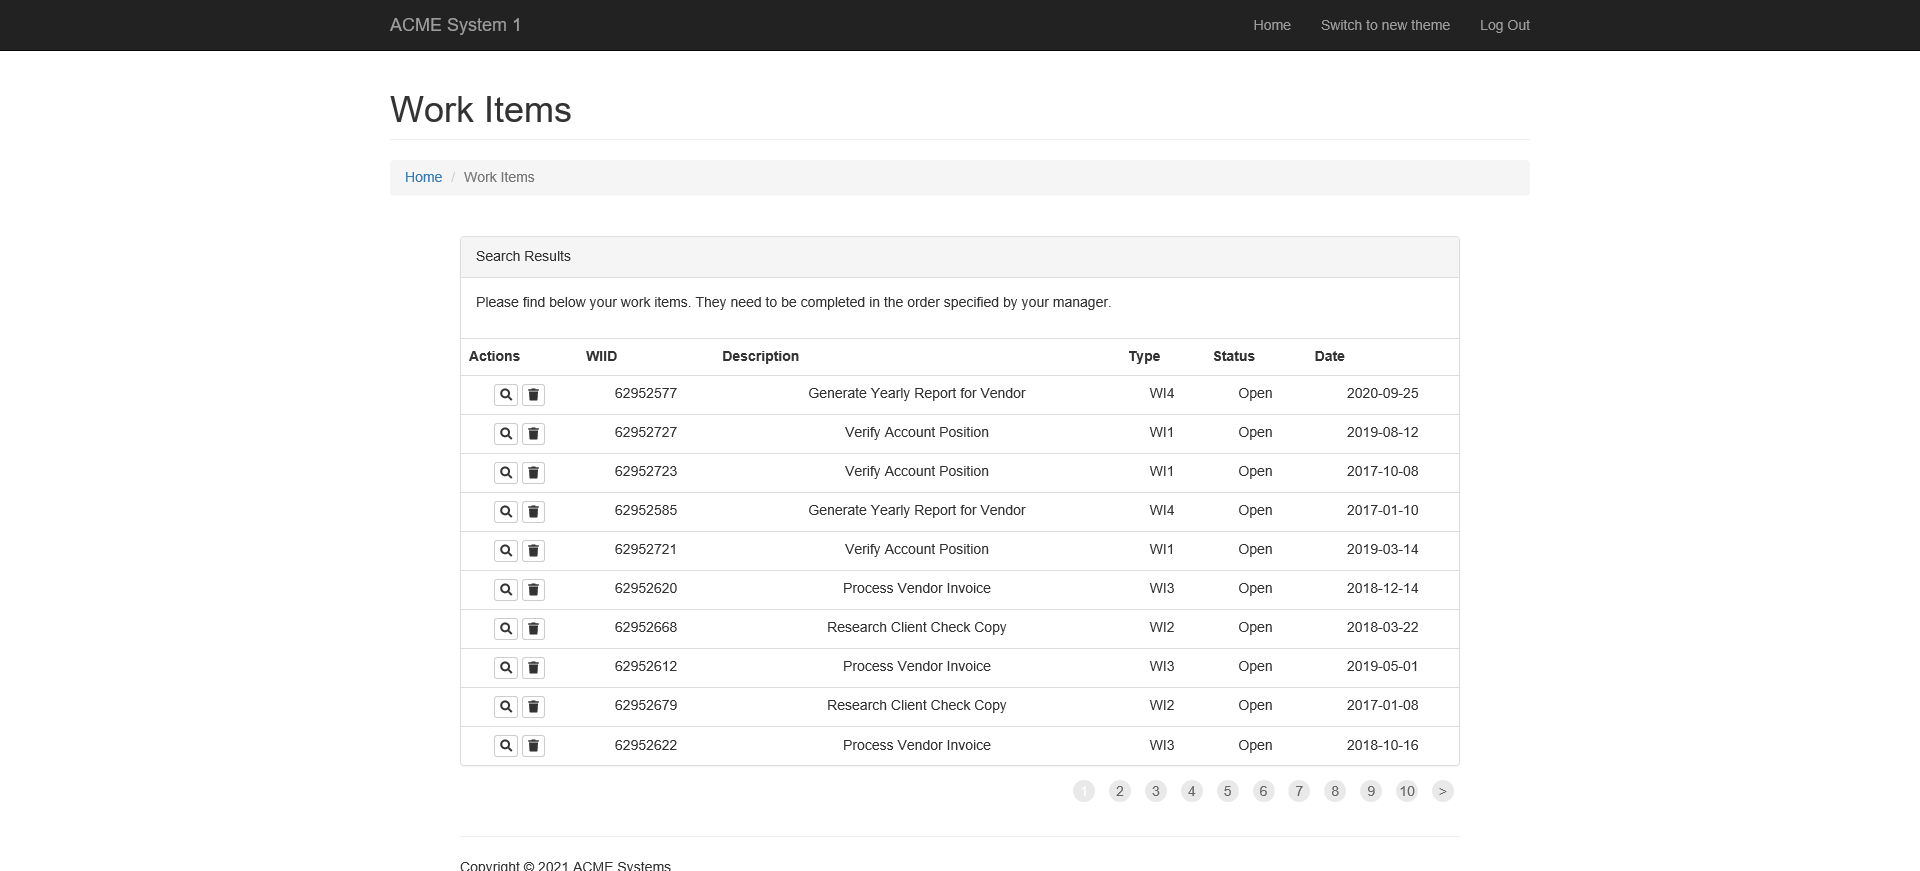 ACME System 1 Home Switch to new theme Log Out
Work Items
Home / Work Items
Search Results
Please find below your work items. They need to be completed in the order specified by your manager.
Actions WIID Description Type Status Date
62952577 Generate Yearly Report for Vendor WI4 Open 2020-09-25
62952727 Verify Account Position WI1 Open 2019-08-12
62952723 Verify Account Position WI1 Open 2017-10-08
62952585 Generate Yearly Report for Vendor WI4 Open 2017-01-10
62952721 Verify Account Position WI1 Open 2019-03-14
62952620 Process Vendor Invoice WI3 Open 2018-12-14
62952668 Research Client Check Copy WI2 Open 2018-03-22
62952612 Process Vendor Invoice WI3 Open 2019-05-01
62952679 Research Client Check Copy WI2 Open 2017-01-08
62952622 Process Vendor Invoice WI3 Open 2018-10-16
1 2 3 4 5 6 7 8 9 10 >
Copyright © 2021 ACME Systems